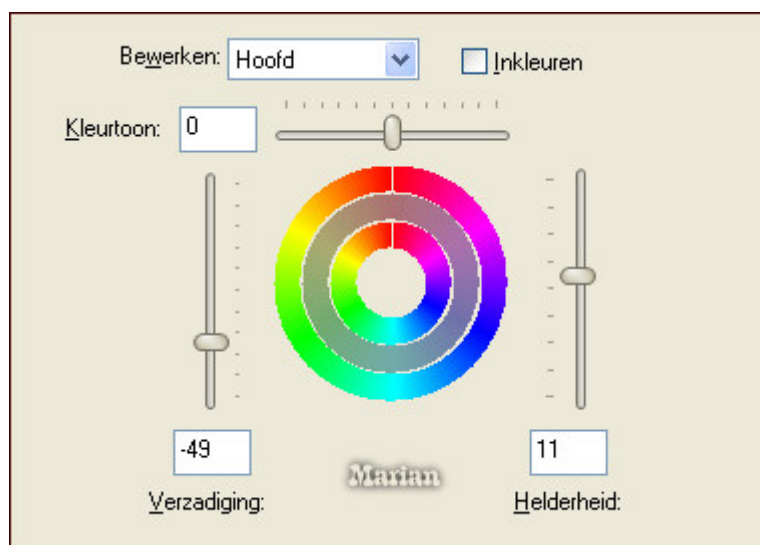 Bewerken: Hoofd Inkleuren
Kleurtoon: 0
-49 11
Marian
Verzadiging: Helderheid: